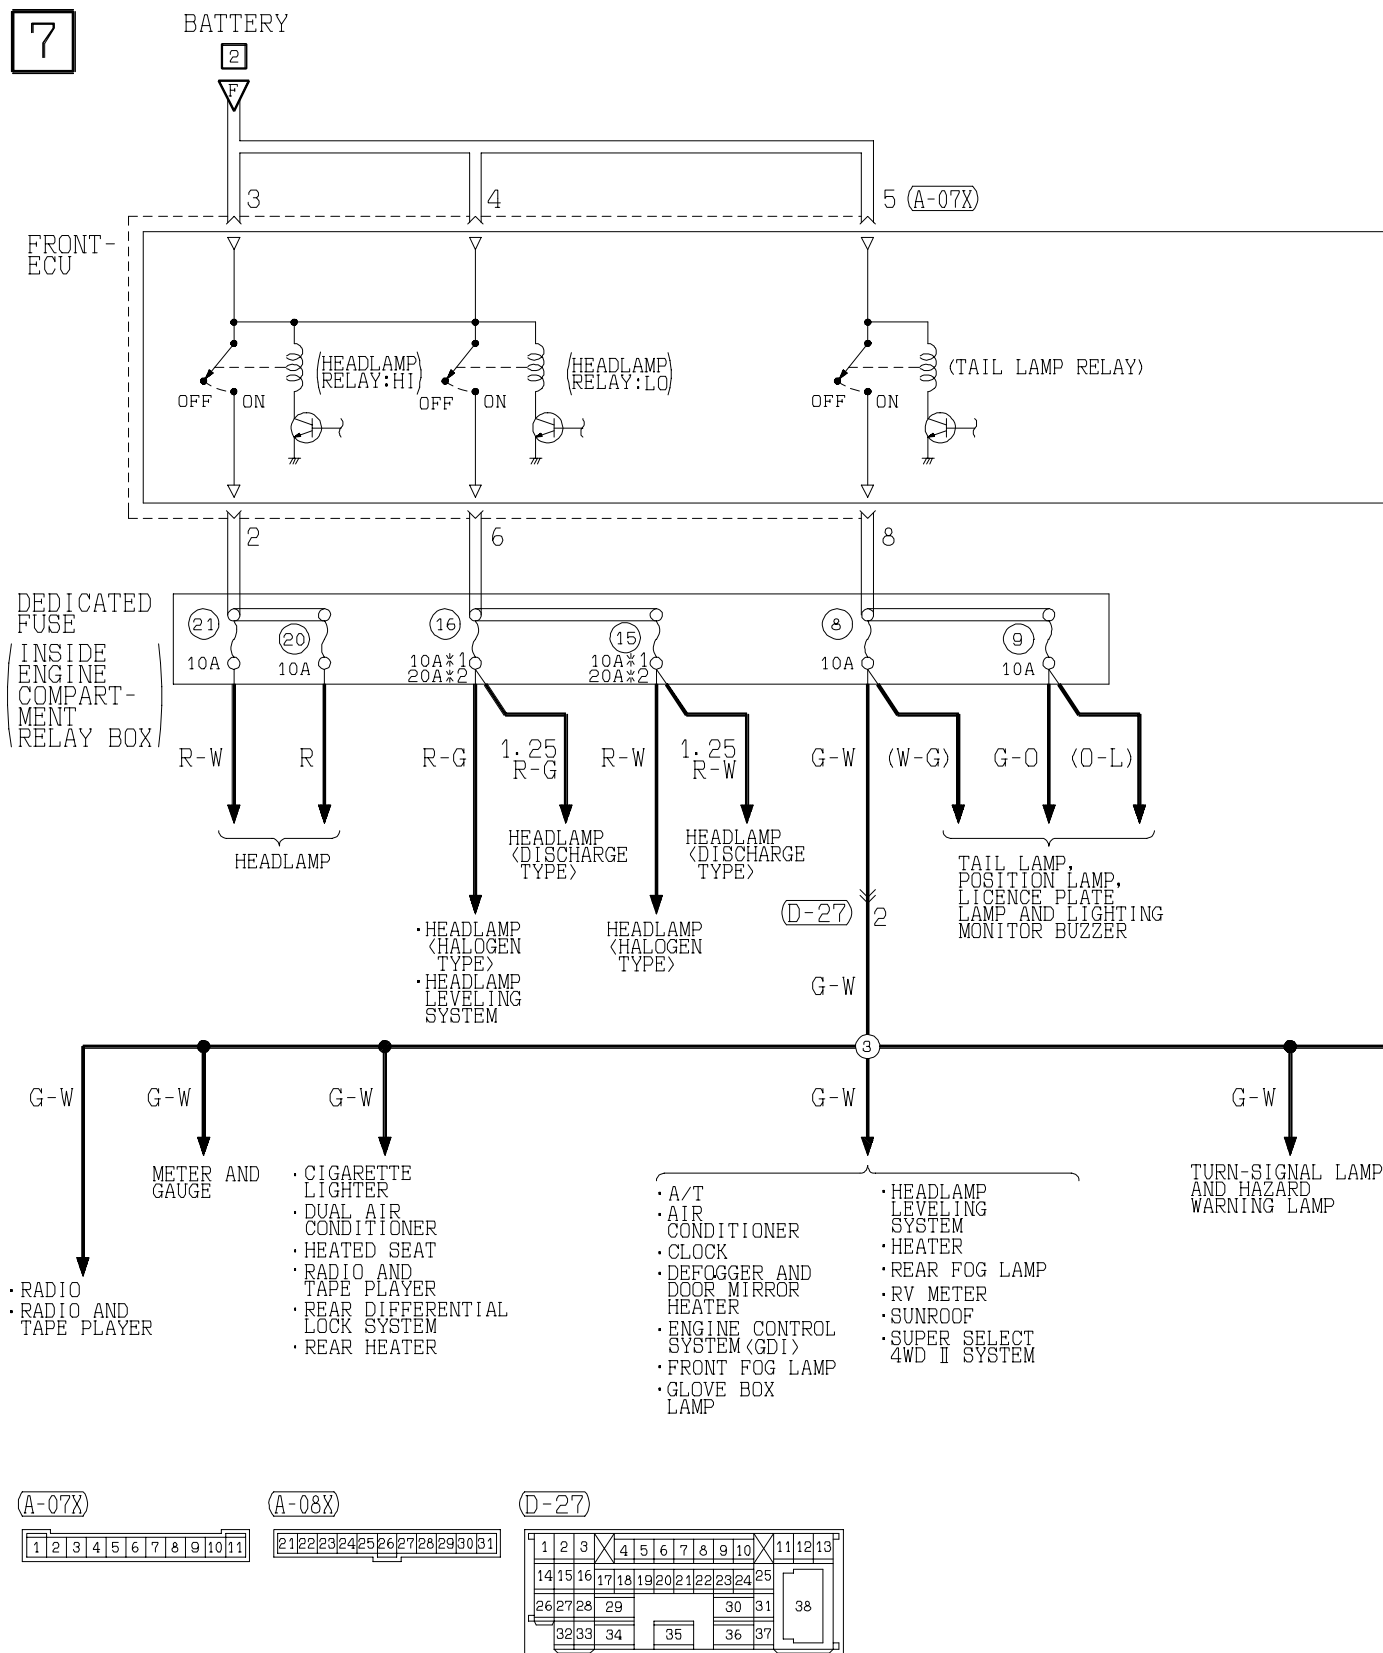 7
BATTERY
2
F
3
4
5 (A-07X)
FRONT-
ECU
(HEADLAMP
RELAY:HI)
(HEADLAMP
RELAY:LO)
(TAIL LAMP RELAY)
OFF ON
OFF ON
OFF ON
2
6
8
DEDICATED
FUSE
(INSIDE
ENGINE
COMPART-
MENT
RELAY BOX)
21
10A
20
10A
16
10A*1
20A*2
15
10A*1
20A*2
8
10A
9
10A
R-W
R
R-G
1.25
R-G
R-W
1.25
R-W
G-W
(W-G)
G-O
(O-L)
HEADLAMP
HEADLAMP
<DISCHARGE
TYPE>
HEADLAMP
<DISCHARGE
TYPE>
TAIL LAMP,
POSITION LAMP,
LICENCE PLATE
LAMP AND LIGHTING
MONITOR BUZZER
·HEADLAMP
<HALOGEN
TYPE>
·HEADLAMP
LEVELING
SYSTEM
HEADLAMP
<HALOGEN
TYPE>
(D-27) 2
G-W
3
G-W
G-W
G-W
G-W
G-W
·RADIO
·RADIO AND
TAPE PLAYER
METER AND
GAUGE
·CIGARETTE
LIGHTER
·DUAL AIR
CONDITIONER
·HEATED SEAT
·RADIO AND
TAPE PLAYER
·REAR DIFFERENTIAL
LOCK SYSTEM
·REAR HEATER
·A/T
·AIR
CONDITIONER
·CLOCK
·DEFOGGER AND
DOOR MIRROR
HEATER
·ENGINE CONTROL
SYSTEM<GDI>
·FRONT FOG LAMP
·GLOVE BOX
LAMP
·HEADLAMP
LEVELING
SYSTEM
·HEATER
·REAR FOG LAMP
·RV METER
·SUNROOF
·SUPER SELECT
4WD Ⅱ SYSTEM
TURN-SIGNAL LAMP
AND HAZARD
WARNING LAMP
(A-07X)
1 2 3 4 5 6 7 8 9 10 11
(A-08X)
21 22 23 24 25 26 27 28 29 30 31
(D-27)
1 2 3 4 5 6 7 8 9 10 11 12 13
14 15 16 17 18 19 20 21 22 23 24 25
26 27 28 29 30 31 38
32 33 34 35 36 37